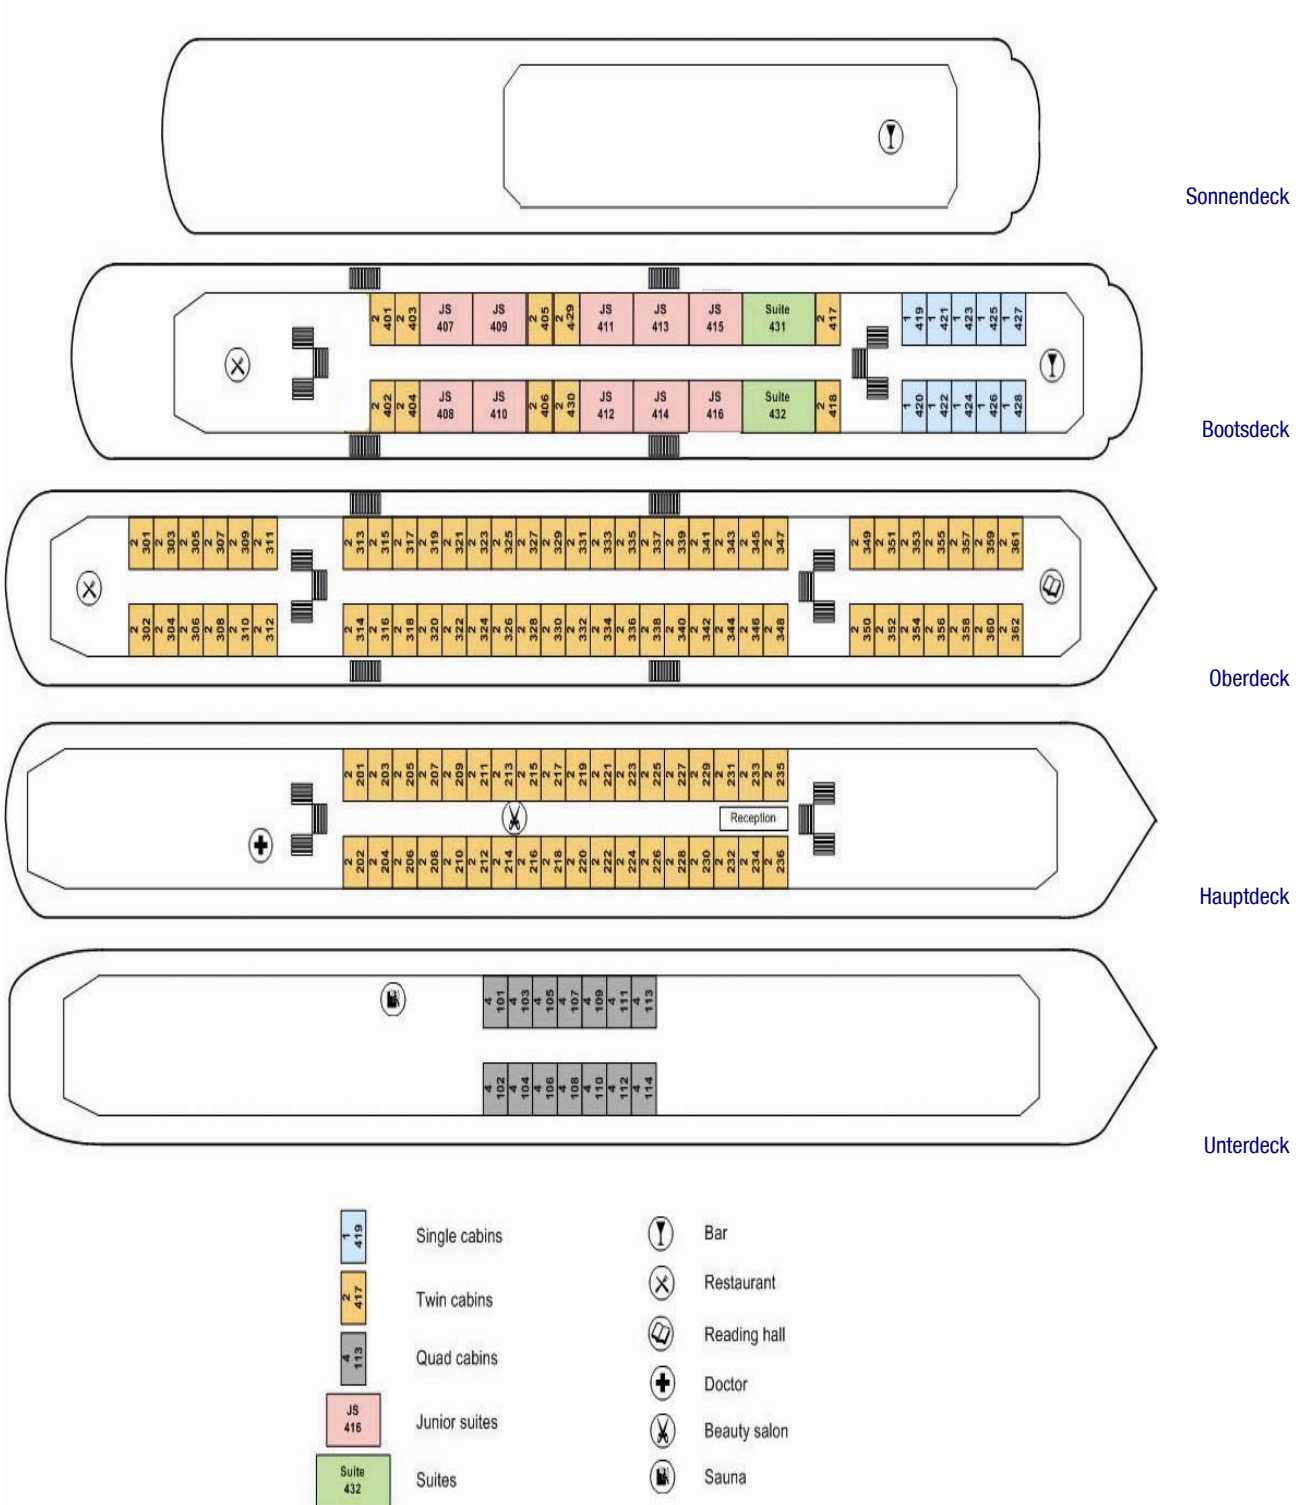 Sonnendeck
2 401 2 403 JS 407 JS 409 2 405 2 429 JS 411 JS 413 JS 415 Suite 431 2 417 1 419 1 421 1 423 1 425 1 427
2 402 2 404 JS 408 JS 410 2 406 2 430 JS 412 JS 414 JS 416 Suite 432 2 418 1 420 1 422 1 424 1 426 1 428
Bootsdeck
2 301 2 303 2 305 2 307 2 309 2 311 2 313 2 315 2 317 2 319 2 321 2 323 2 325 2 327 2 329 2 331 2 333 2 335 2 337 2 339 2 341 2 343 2 345 2 347 2 349 2 351 2 353 2 355 2 357 2 359 2 361
2 302 2 304 2 306 2 308 2 310 2 312 2 314 2 316 2 318 2 320 2 322 2 324 2 326 2 328 2 330 2 332 2 334 2 336 2 338 2 340 2 342 2 344 2 346 2 348 2 350 2 352 2 354 2 356 2 358 2 360 2 362
Oberdeck
2 201 2 203 2 205 2 207 2 209 2 211 2 213 2 215 2 217 2 219 2 221 2 223 2 225 2 227 2 229 2 231 2 233 2 235
Reception
2 202 2 204 2 206 2 208 2 210 2 212 2 214 2 216 2 218 2 220 2 222 2 224 2 226 2 228 2 230 2 232 2 234 2 236
Hauptdeck
4 101 4 103 4 105 4 107 4 109 4 111 4 113
4 102 4 104 4 106 4 108 4 110 4 112 4 114
Unterdeck
1 419 Single cabins
2 417 Twin cabins
4 113 Quad cabins
JS 416 Junior suites
Suite 432 Suites
Bar
Restaurant
Reading hall
Doctor
Beauty salon
Sauna